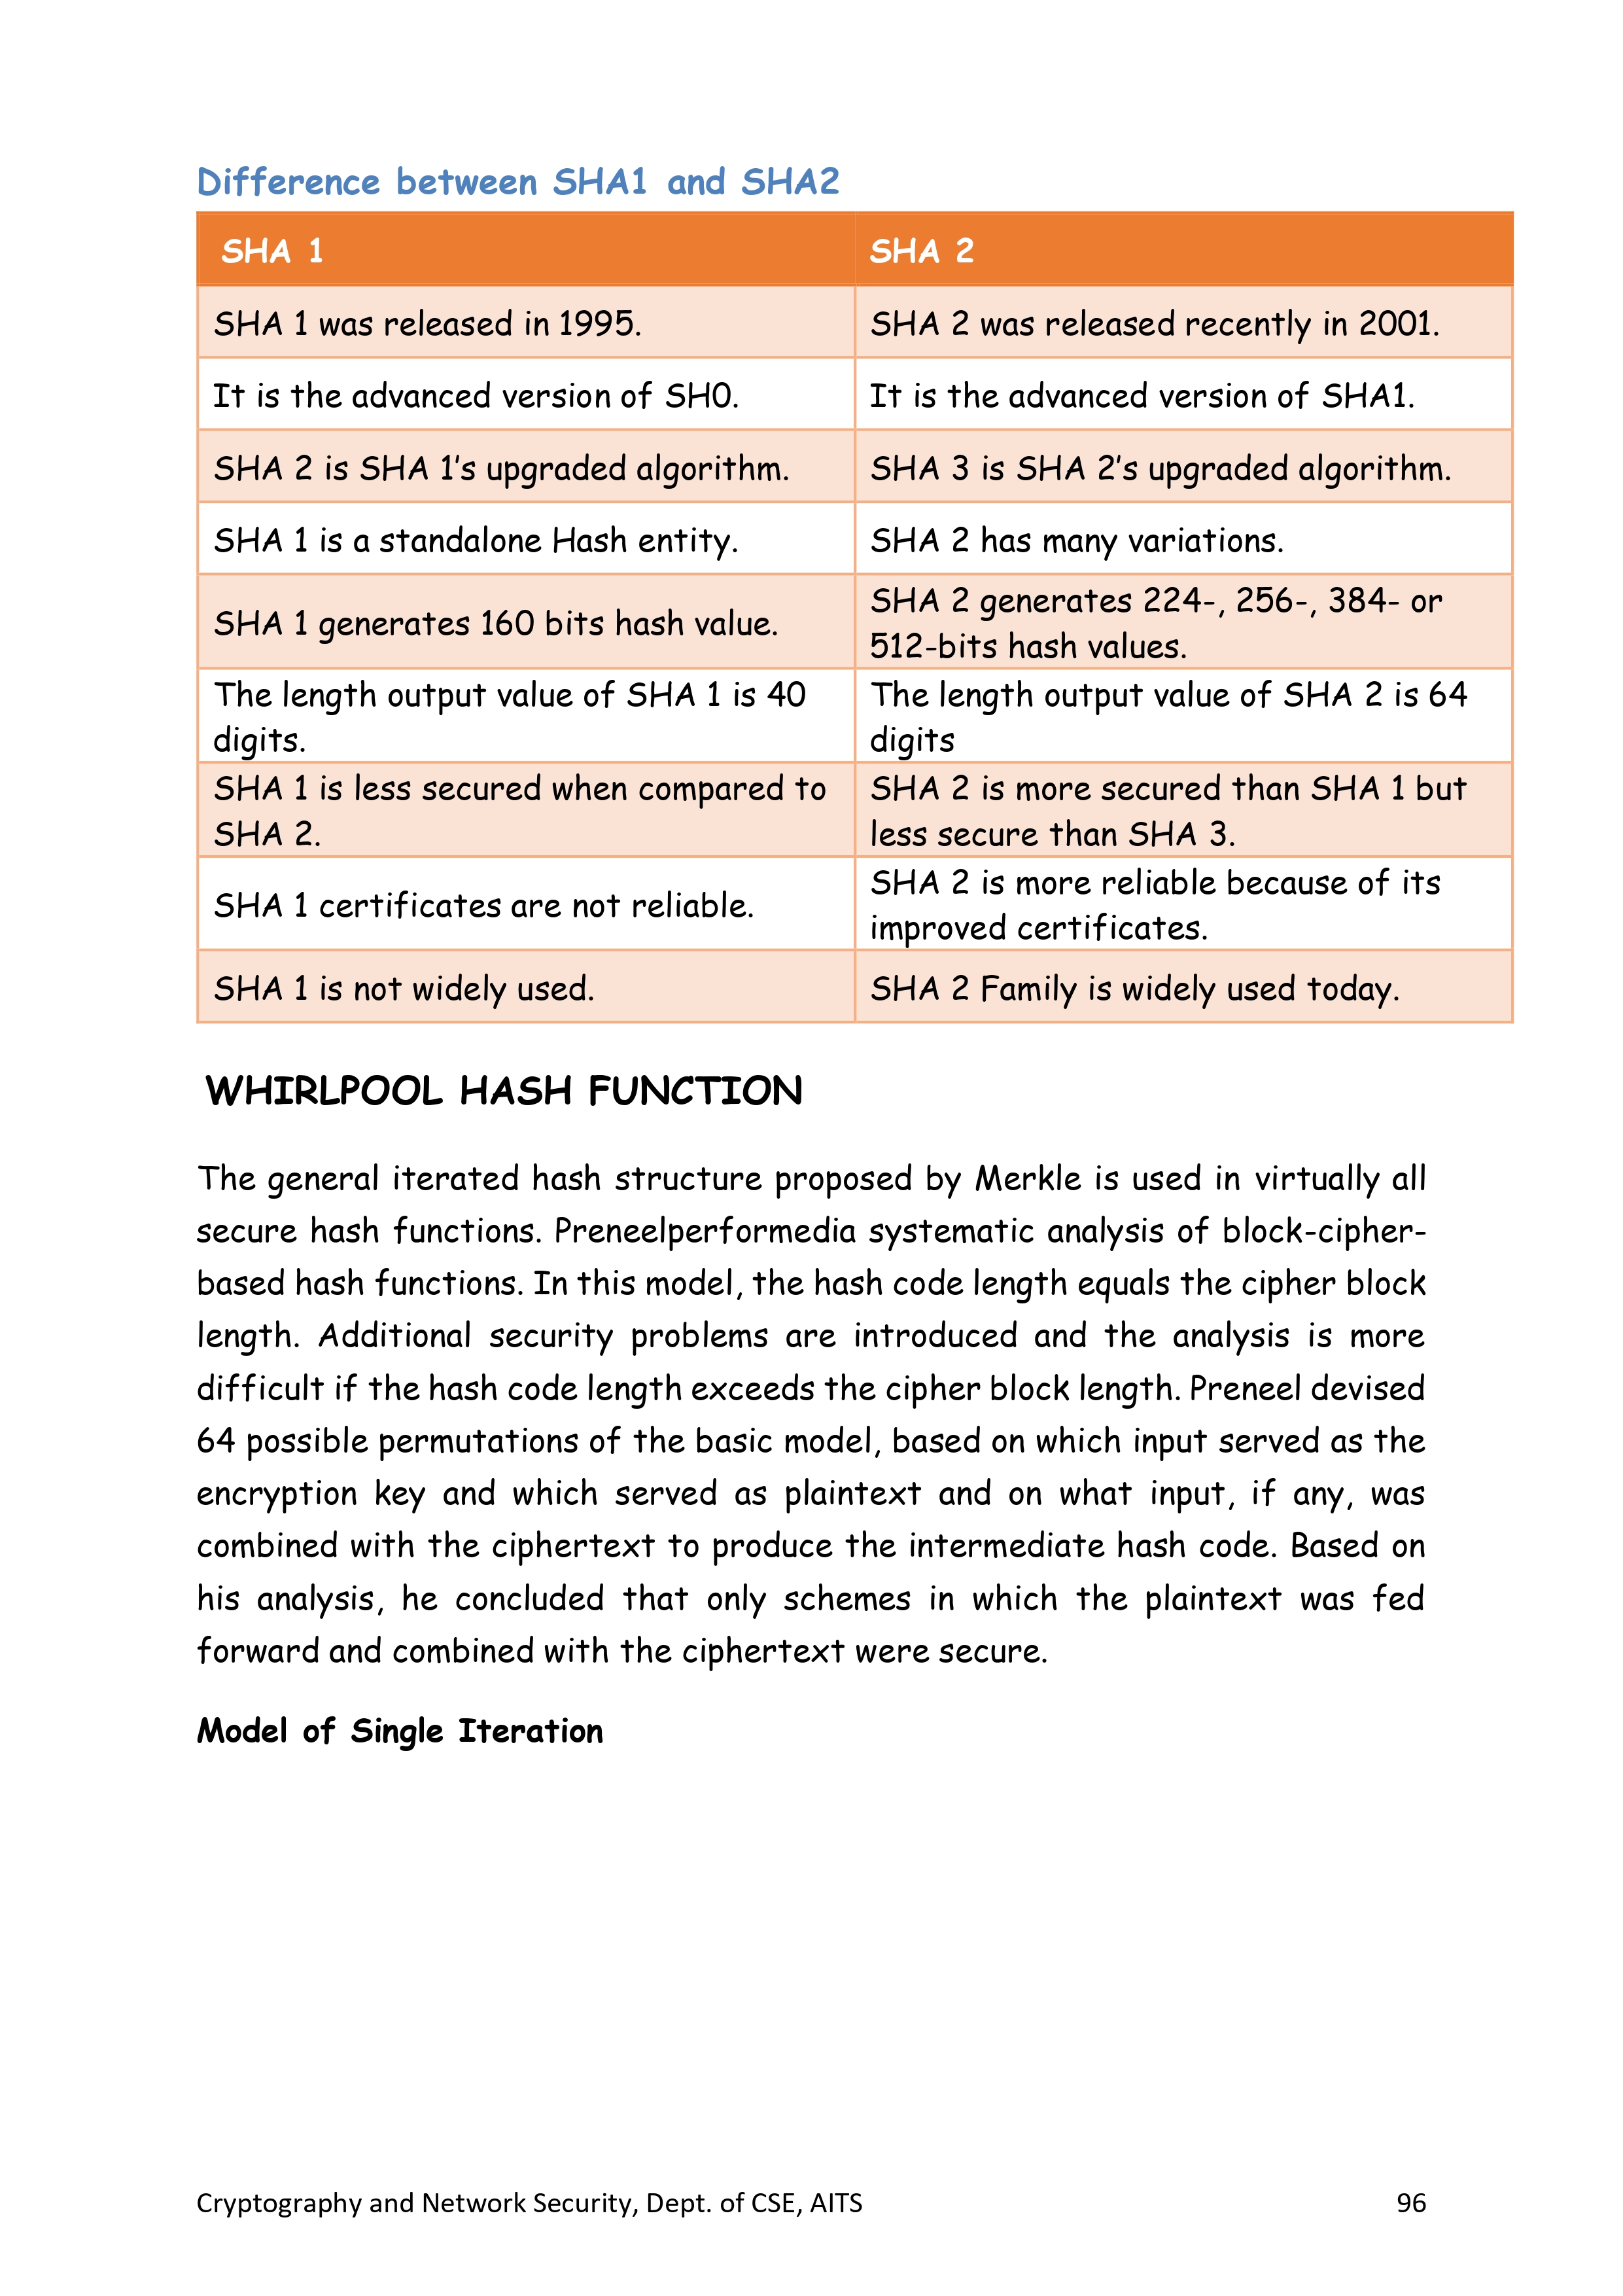 Difference between SHA1 and SHA2
SHA 1 SHA 2
SHA 1 was released in 1995. SHA 2 was released recently in 2001.
It is the advanced version of SH0. It is the advanced version of SHA1.
SHA 2 is SHA 1’s upgraded algorithm. SHA 3 is SHA 2’s upgraded algorithm.
SHA 1 is a standalone Hash entity. SHA 2 has many variations.
SHA 1 generates 160 bits hash value. SHA 2 generates 224-, 256-, 384- or
512-bits hash values.
The length output value of SHA 1 is 40
digits.
The length output value of SHA 2 is 64
digits
SHA 1 is less secured when compared to
SHA 2.
SHA 2 is more secured than SHA 1 but
less secure than SHA 3.
SHA 1 certificates are not reliable. SHA 2 is more reliable because of its
improved certificates.
SHA 1 is not widely used. SHA 2 Family is widely used today.
WHIRLPOOL HASH FUNCTION
The general iterated hash structure proposed by Merkle is used in virtually all
secure hash functions. Preneelperformedia systematic analysis of block-cipher-
based hash functions. In this model, the hash code length equals the cipher block
length. Additional security problems are introduced and the analysis is more
difficult if the hash code length exceeds the cipher block length. Preneel devised
64 possible permutations of the basic model, based on which input served as the
encryption key and which served as plaintext and on what input, if any, was
combined with the ciphertext to produce the intermediate hash code. Based on
his analysis, he concluded that only schemes in which the plaintext was fed
forward and combined with the ciphertext were secure.
Model of Single Iteration
Cryptography and Network Security, Dept. of CSE, AITS 96